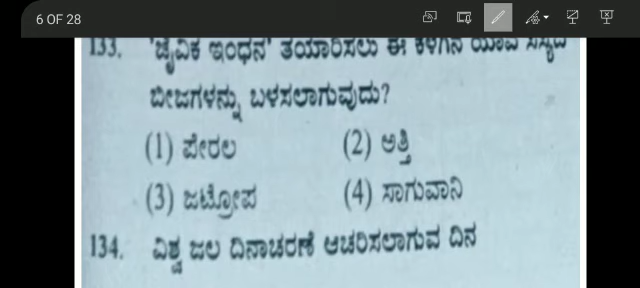 6 OF 28
133. 'ಜೈವಿಕ ಇಂಧನ' ತಯಾರಿಸಲು ಈ ಕೆಳಗಿನ ಯಾವ ಸಸ್ಯದ
ಬೀಜಗಳನ್ನು ಬಳಸಲಾಗುವುದು?
(1) ಪೇರಲ (2) ಅತ್ತಿ
(3) ಜಟ್ರೋಪ (4) ಸಾಗುವಾನಿ
134. ವಿಶ್ವ ಜಲ ದಿನಾಚರಣೆ ಆಚರಿಸಲಾಗುವ ದಿನ